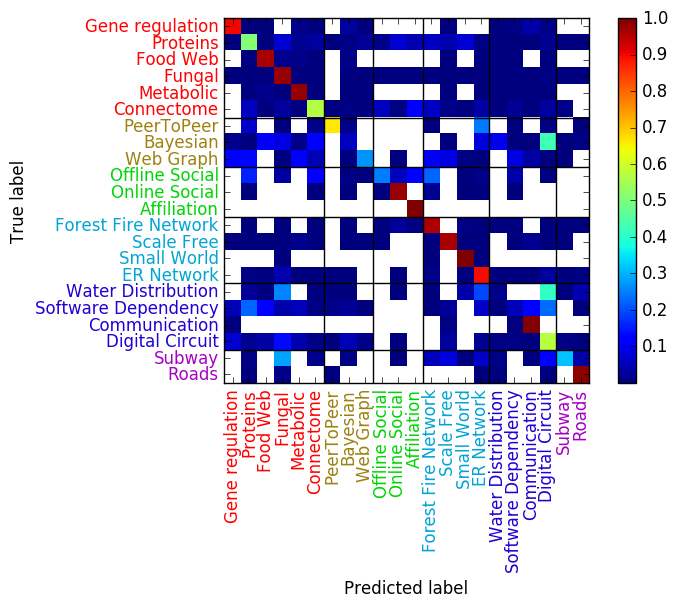 True label
Gene regulation
Proteins
Food Web
Fungal
Metabolic
Connectome
PeerToPeer
Bayesian
Web Graph
Offline Social
Online Social
Affiliation
Forest Fire Network
Scale Free
Small World
ER Network
Water Distribution
Software Dependency
Communication
Digital Circuit
Subway
Roads
Gene regulation
Proteins
Food Web
Fungal
Metabolic
Connectome
PeerToPeer
Bayesian
Web Graph
Offline Social
Online Social
Affiliation
Forest Fire Network
Scale Free
Small World
ER Network
Water Distribution
Software Dependency
Communication
Digital Circuit
Subway
Roads
Predicted label
1.0
0.9
0.8
0.7
0.6
0.5
0.4
0.3
0.2
0.1